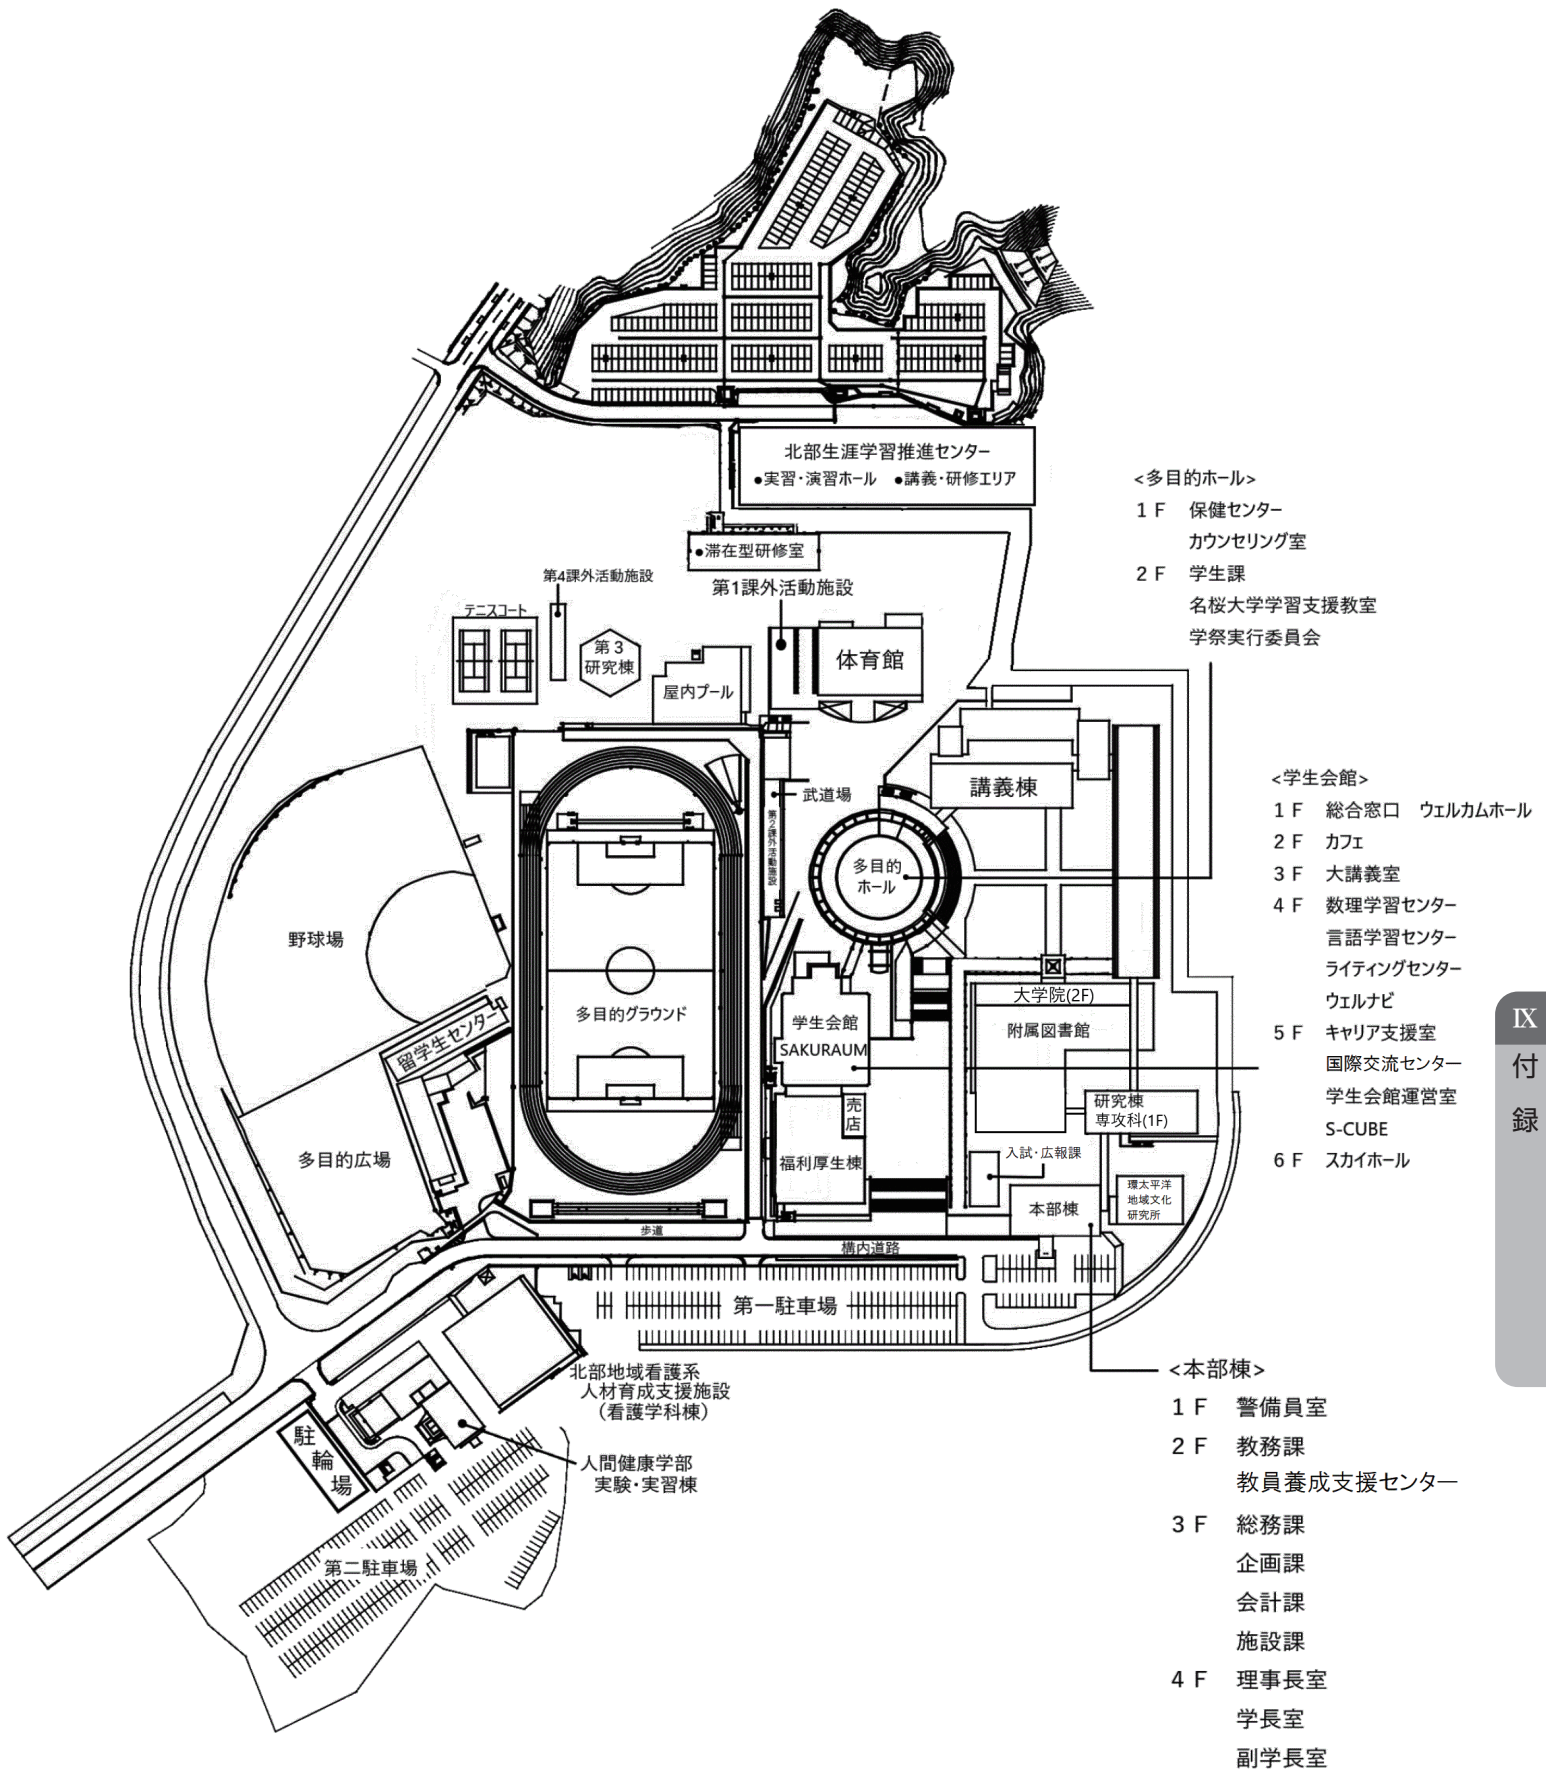 北部生涯学習推進センター
●実習・演習ホール ●講義・研修エリア
●滞在型研修室
第4課外活動施設
第1課外活動施設
テニスコート
第3
研究棟
屋内プール
体育館
講義棟
武道場
第2課外活動施設
多目的
ホール
野球場
多目的グラウンド
留学生センター
多目的広場
学生会館
SAKURAUM
大学院(2F)
附属図書館
売店
研究棟
専攻科(1F)
福利厚生棟
入試・広報課
本部棟
環太平洋
地域文化
研究所
歩道
構内道路
第一駐車場
北部地域看護系
人材育成支援施設
(看護学科棟)
駐輪場
人間健康学部
実験・実習棟
第二駐車場
<多目的ホール>
1F 保健センター
カウンセリング室
2F 学生課
名桜大学学習支援教室
学祭実行委員会
<学生会館>
1F 総合窓口 ウェルカムホール
2F カフェ
3F 大講義室
4F 数理学習センター
言語学習センター
ライティングセンター
ウェルナビ
5F キャリア支援室
国際交流センター
学生会館運営室
S-CUBE
6F スカイホール
<本部棟>
1F 警備員室
2F 教務課
教員養成支援センター
3F 総務課
企画課
会計課
施設課
4F 理事長室
学長室
副学長室
Ⅸ
付録